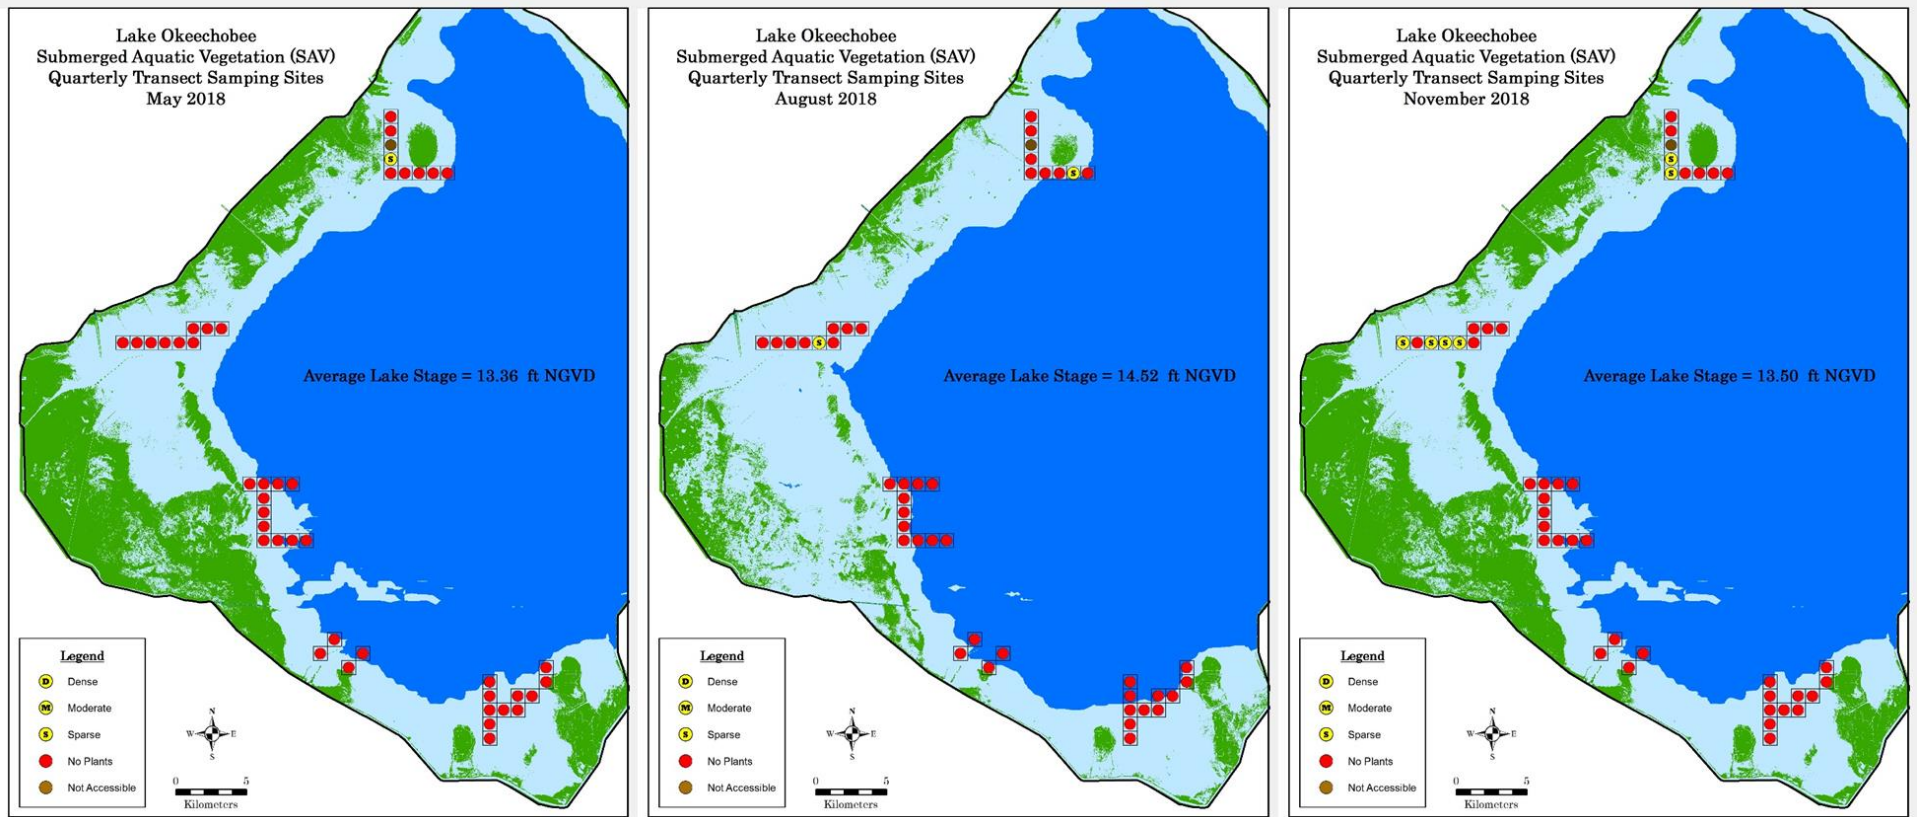 Lake Okeechobee
Submerged Aquatic Vegetation (SAV)
Quarterly Transect Samping Sites
May 2018
S
Average Lake Stage = 13.36 ft NGVD
Legend
D Dense
M Moderate
S Sparse
No Plants
Not Accessible
N
W E
S
0 5
Kilometers
Lake Okeechobee
Submerged Aquatic Vegetation (SAV)
Quarterly Transect Samping Sites
August 2018
S
S
Average Lake Stage = 14.52 ft NGVD
Legend
D Dense
M Moderate
S Sparse
No Plants
Not Accessible
N
W E
S
0 5
Kilometers
Lake Okeechobee
Submerged Aquatic Vegetation (SAV)
Quarterly Transect Samping Sites
November 2018
S
S
S S S S
Average Lake Stage = 13.50 ft NGVD
Legend
D Dense
M Moderate
S Sparse
No Plants
Not Accessible
N
W E
S
0 5
Kilometers